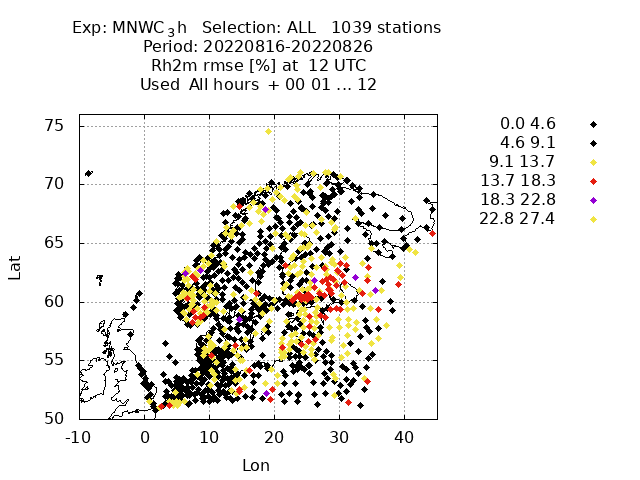 Exp: MNWC3h   Selection: ALL   1039 stations
Period: 20220816-20220826
Rh2m rmse [%] at  12 UTC
Used  All hours  + 00 01 ... 12
0.0 4.6
4.6 9.1
9.1 13.7
13.7 18.3
18.3 22.8
22.8 27.4
75
70
65
60
55
50
Lat
-10 0 10 20 30 40
Lon